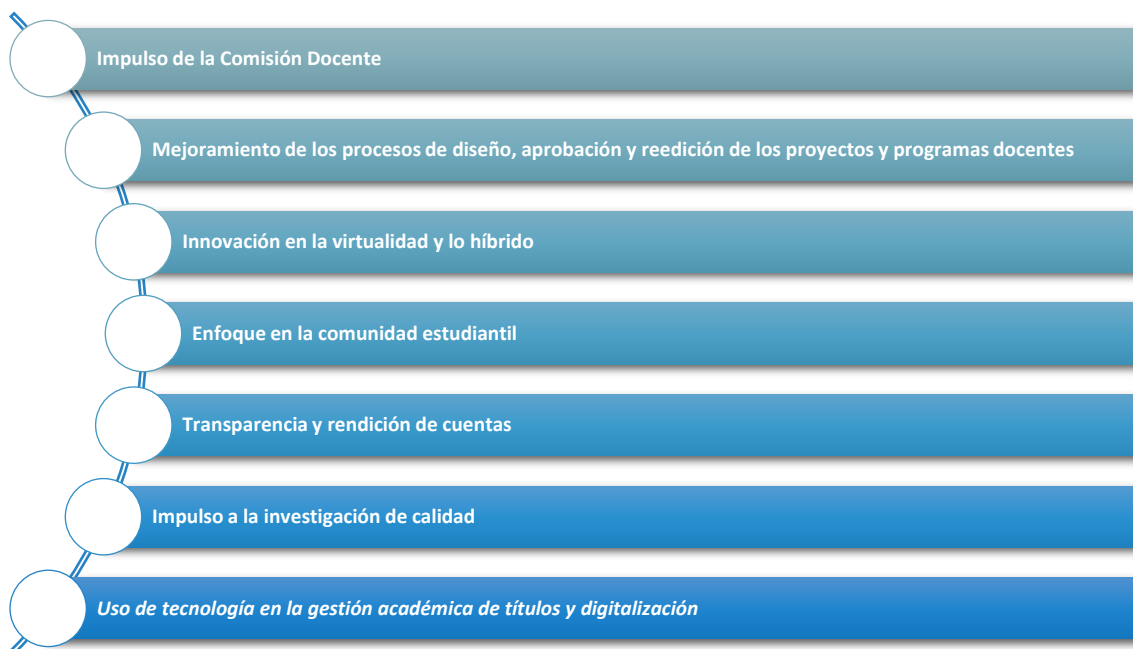 Impulso de la Comisión Docente
Mejoramiento de los procesos de diseño, aprobación y reedición de los proyectos y programas docentes
Innovación en la virtualidad y lo híbrido
Enfoque en la comunidad estudiantil
Transparencia y rendición de cuentas
Impulso a la investigación de calidad
Uso de tecnología en la gestión académica de títulos y digitalización